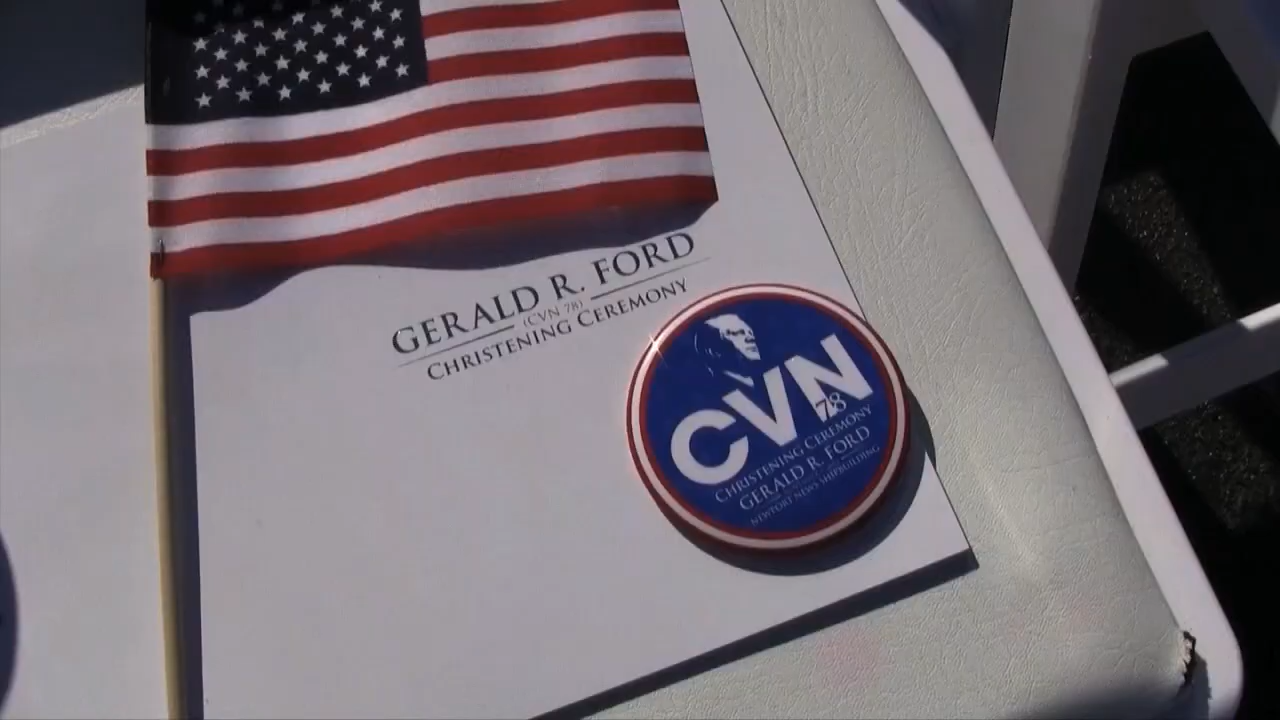 GERALD R. FORD
(CVN 78)
CHRISTENING CEREMONY
CVN
78
CHRISTENING CEREMONY
GERALD R. FORD
NEWPORT NEWS SHIPBUILDING